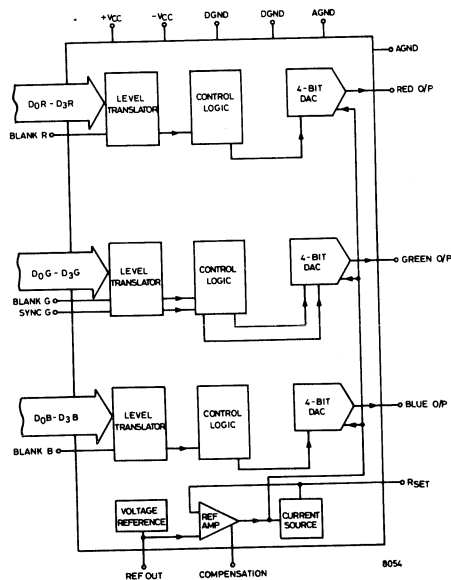 +VCC
-VCC
DGND
DGND
AGND
AGND
D0R - D3R
LEVEL
TRANSLATOR
CONTROL
LOGIC
4-BIT
DAC
RED O/P
BLANK R
D0G - D3G
LEVEL
TRANSLATOR
CONTROL
LOGIC
4-BIT
DAC
GREEN O/P
BLANK G
SYNC G
D0B - D3B
LEVEL
TRANSLATOR
CONTROL
LOGIC
4-BIT
DAC
BLUE O/P
BLANK B
RSET
VOLTAGE
REFERENCE
REF
AMP
CURRENT
SOURCE
REF OUT
COMPENSATION
8054